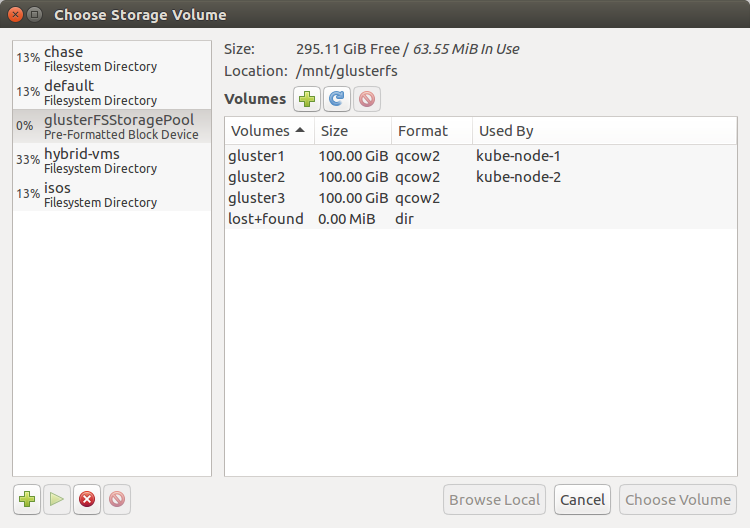 Choose Storage Volume
13% chase
Filesystem Directory
13% default
Filesystem Directory
0% glusterFSStoragePool
Pre-Formatted Block Device
33% hybrid-vms
Filesystem Directory
13% isos
Filesystem Directory
Size: 295.11 GiB Free / 63.55 MiB In Use
Location: /mnt/glusterfs
Volumes
Volumes Size Format Used By
gluster1 100.00 GiB qcow2 kube-node-1
gluster2 100.00 GiB qcow2 kube-node-2
gluster3 100.00 GiB qcow2
lost+found 0.00 MiB dir
Browse Local Cancel Choose Volume